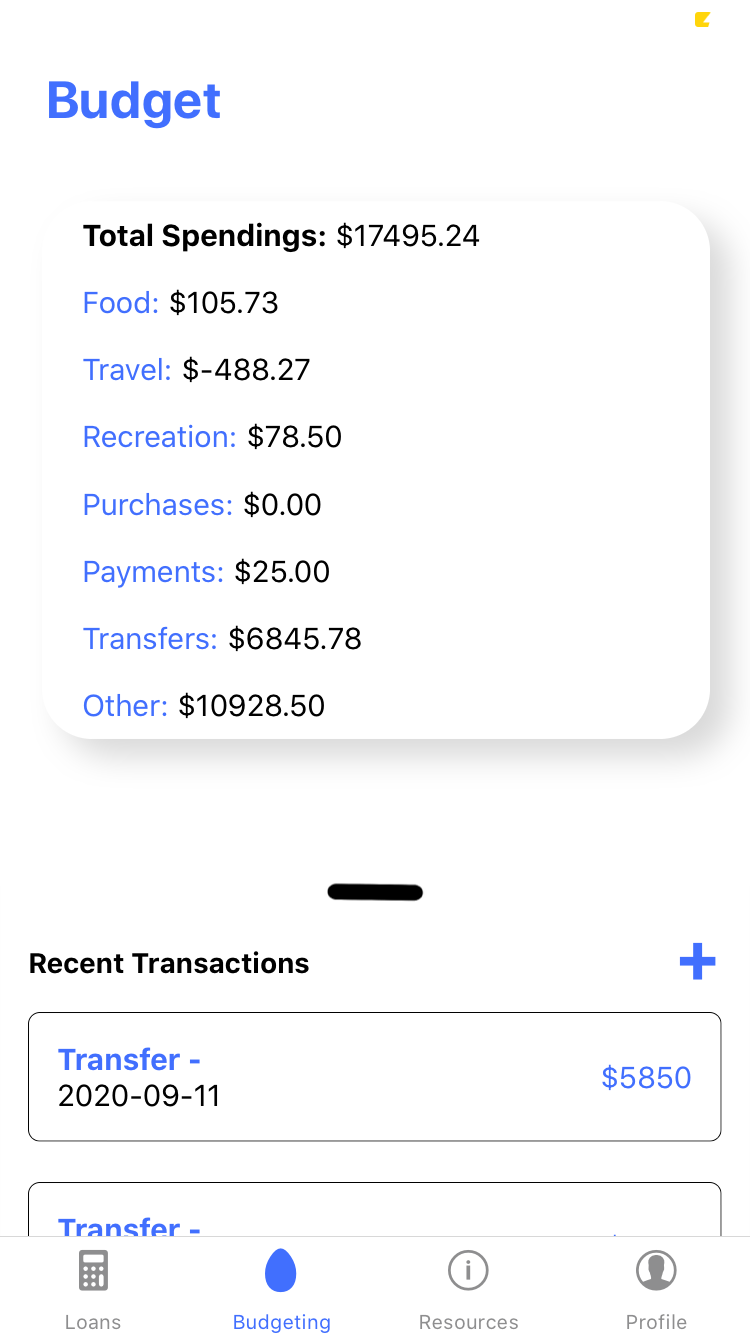 Budget
Total Spendings: $17495.24
Food: $105.73
Travel: $-488.27
Recreation: $78.50
Purchases: $0.00
Payments: $25.00
Transfers: $6845.78
Other: $10928.50
Recent Transactions
Transfer -
2020-09-11
$5850
Transfer -
Loans
Budgeting
Resources
Profile